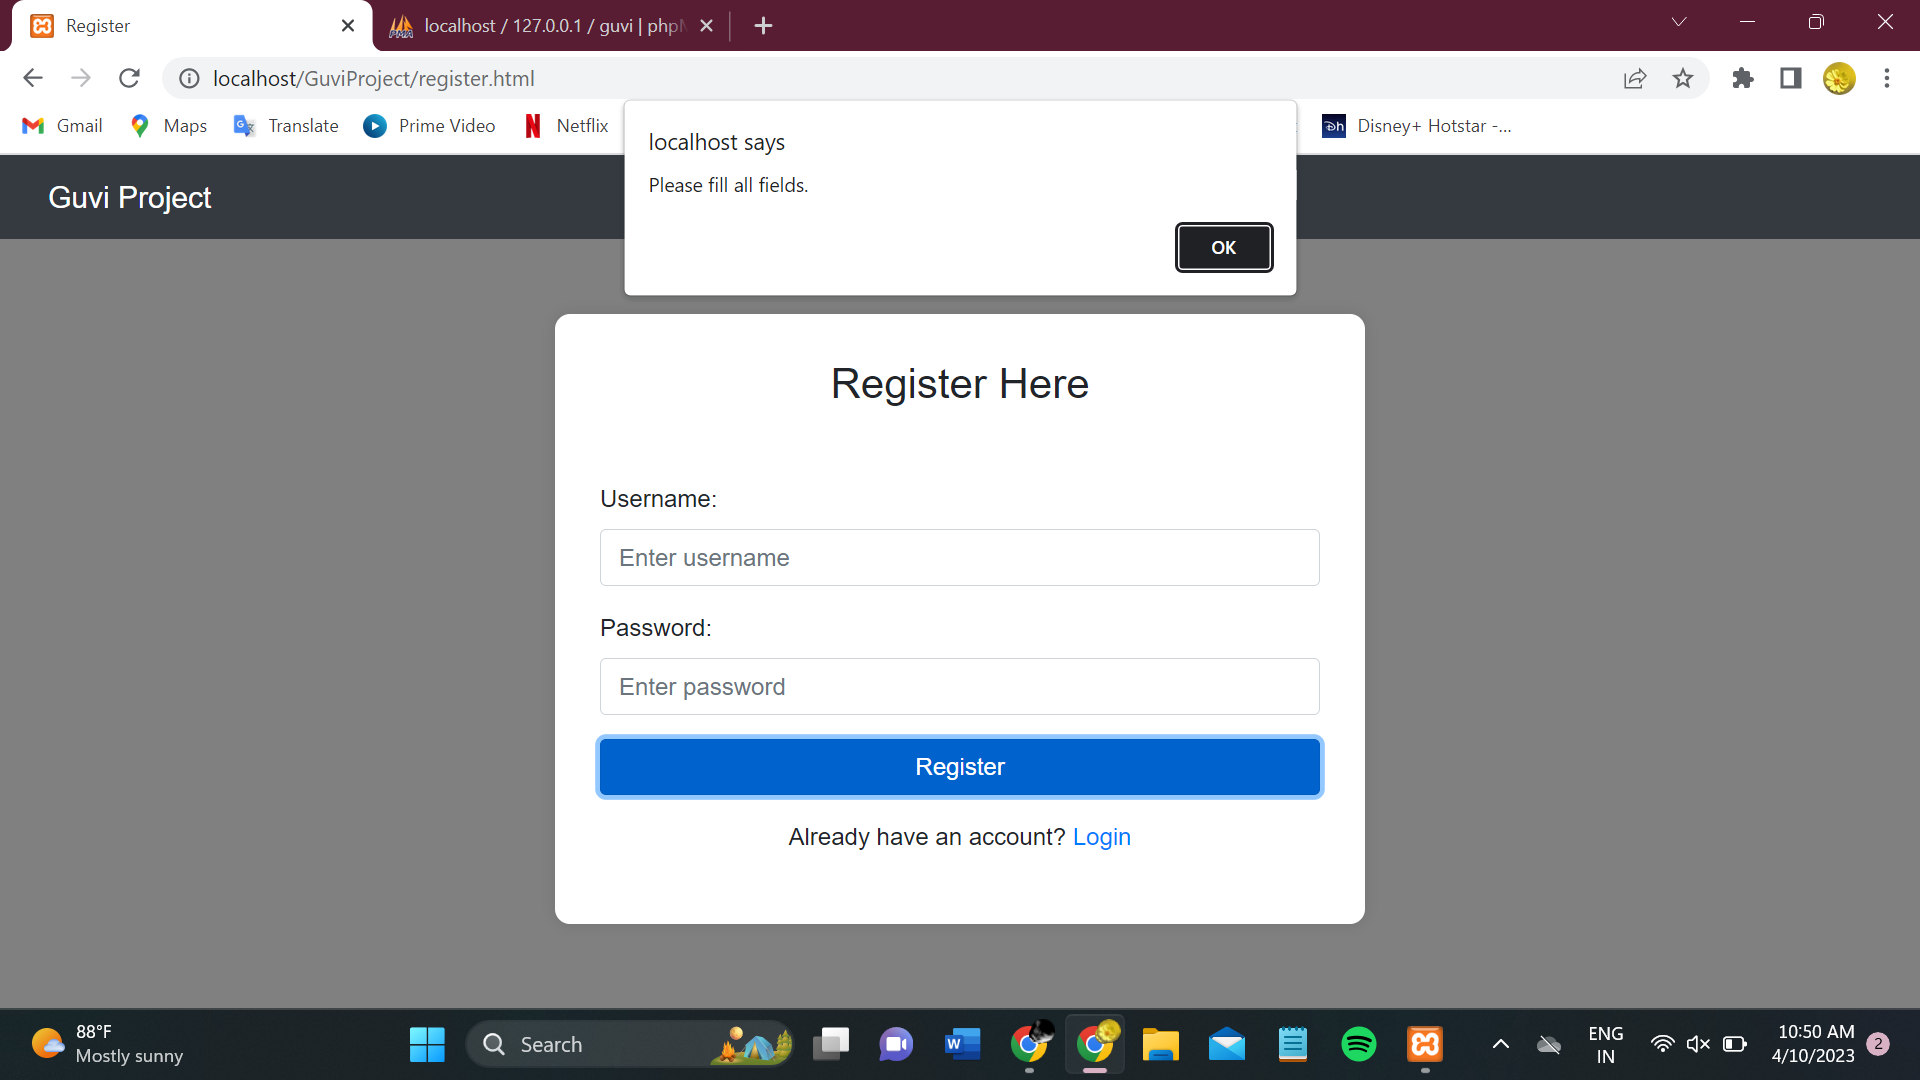 Register
localhost / 127.0.0.1 / guvi | php
localhost/GuviProject/register.html
Gmail
Maps
Translate
Prime Video
Netflix
Disney+ Hotstar -...
localhost says
Please fill all fields.
OK
Guvi Project
Register Here
Username:
Enter username
Password:
Enter password
Register
Already have an account? Login
88°F
Mostly sunny
Search
ENG
IN
10:50 AM
4/10/2023
2